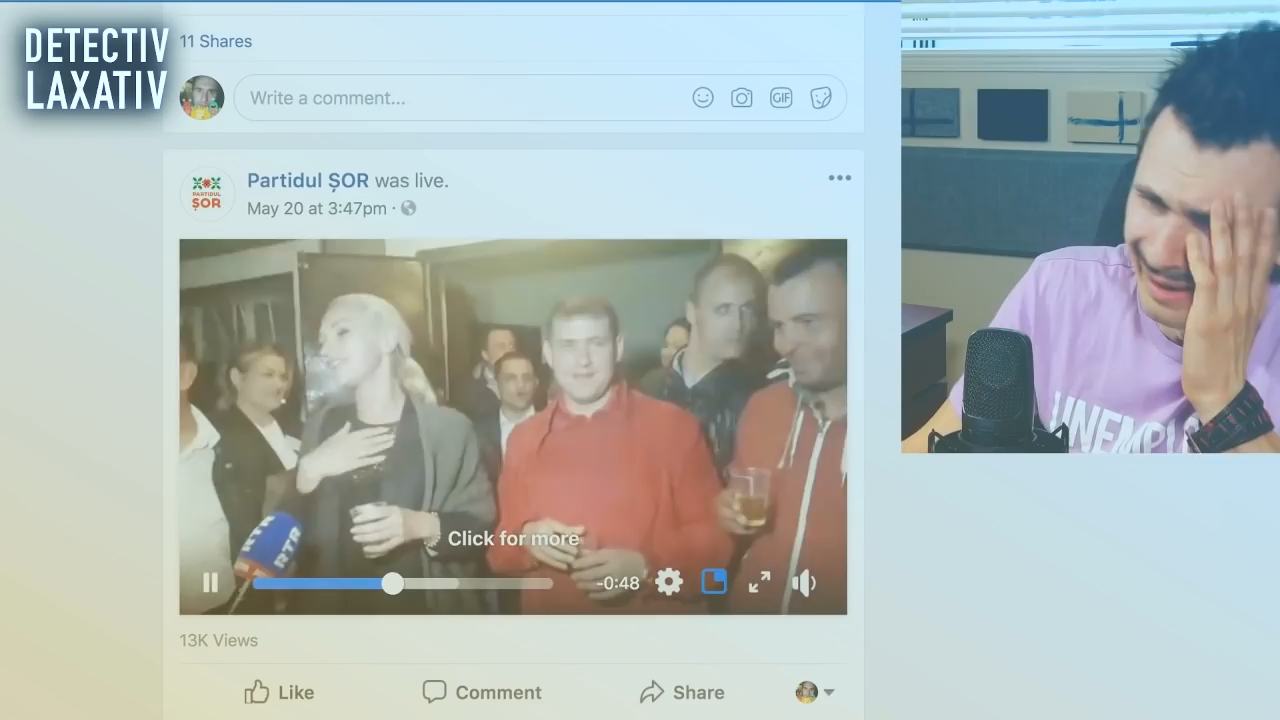 DETECTIV
LAXATIV
11 Shares
Write a comment...
GIF
PARTIDUL
ȘOR
Partidul ȘOR was live.
May 20 at 3:47pm ·
RTR
RTR
Click for more
-0:48
13K Views
Like
Comment
Share